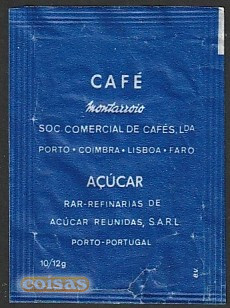 CAFÉ
montarroio
SOC. COMERCIAL DE CAFÉS, LDA
PORTO • COIMBRA • LISBOA • FARO
AÇÚCAR
RAR-REFINARIAS DE
AÇÚCAR REUNIDAS, S.A.R.L
PORTO-PORTUGAL
10/12g
coisas